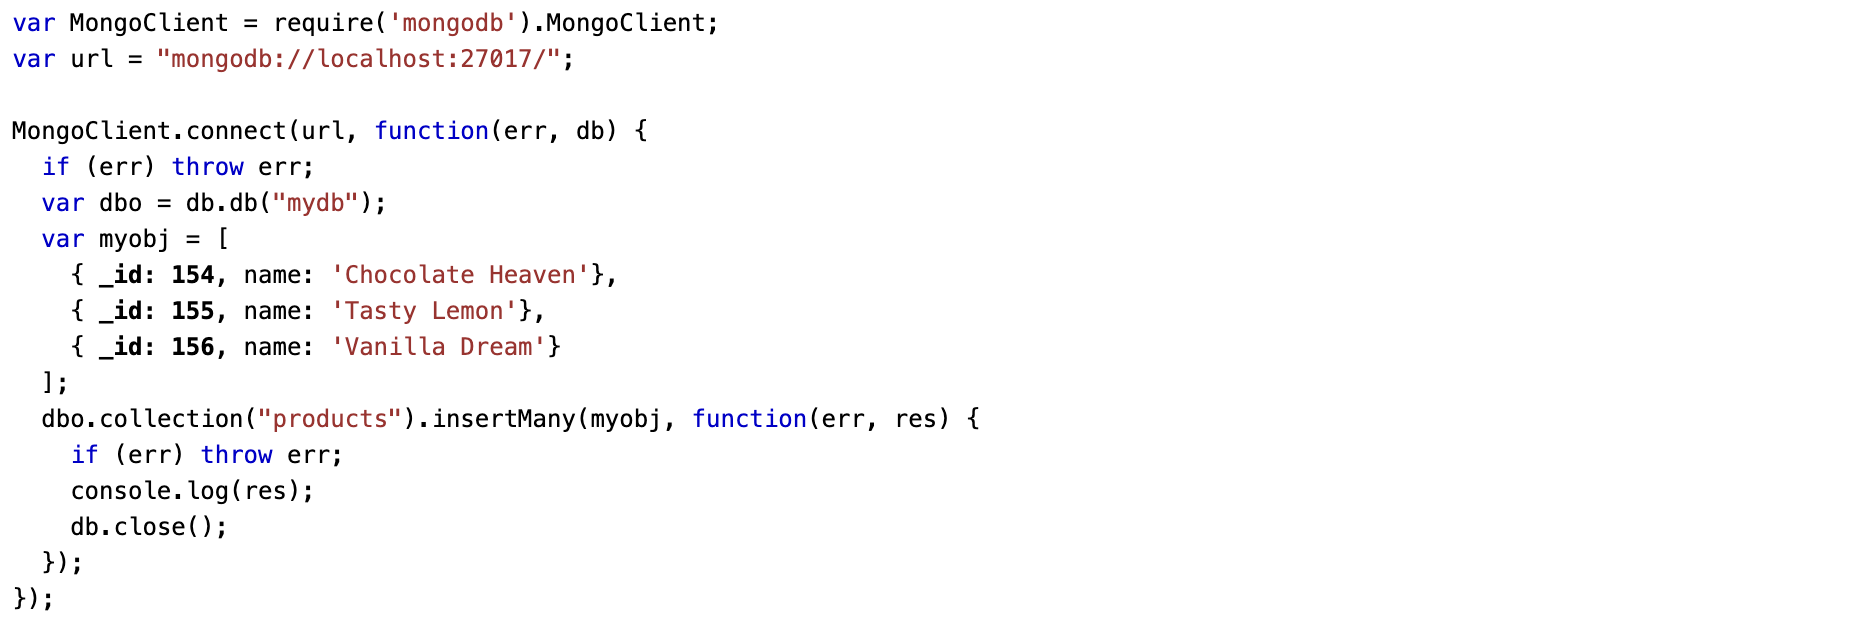 var MongoClient = require('mongodb').MongoClient;
var url = "mongodb://localhost:27017/";

MongoClient.connect(url, function(err, db) {
  if (err) throw err;
  var dbo = db.db("mydb");
  var myobj = [
    { _id: 154, name: 'Chocolate Heaven'},
    { _id: 155, name: 'Tasty Lemon'},
    { _id: 156, name: 'Vanilla Dream'}
  ];
  dbo.collection("products").insertMany(myobj, function(err, res) {
    if (err) throw err;
    console.log(res);
    db.close();
  });
});